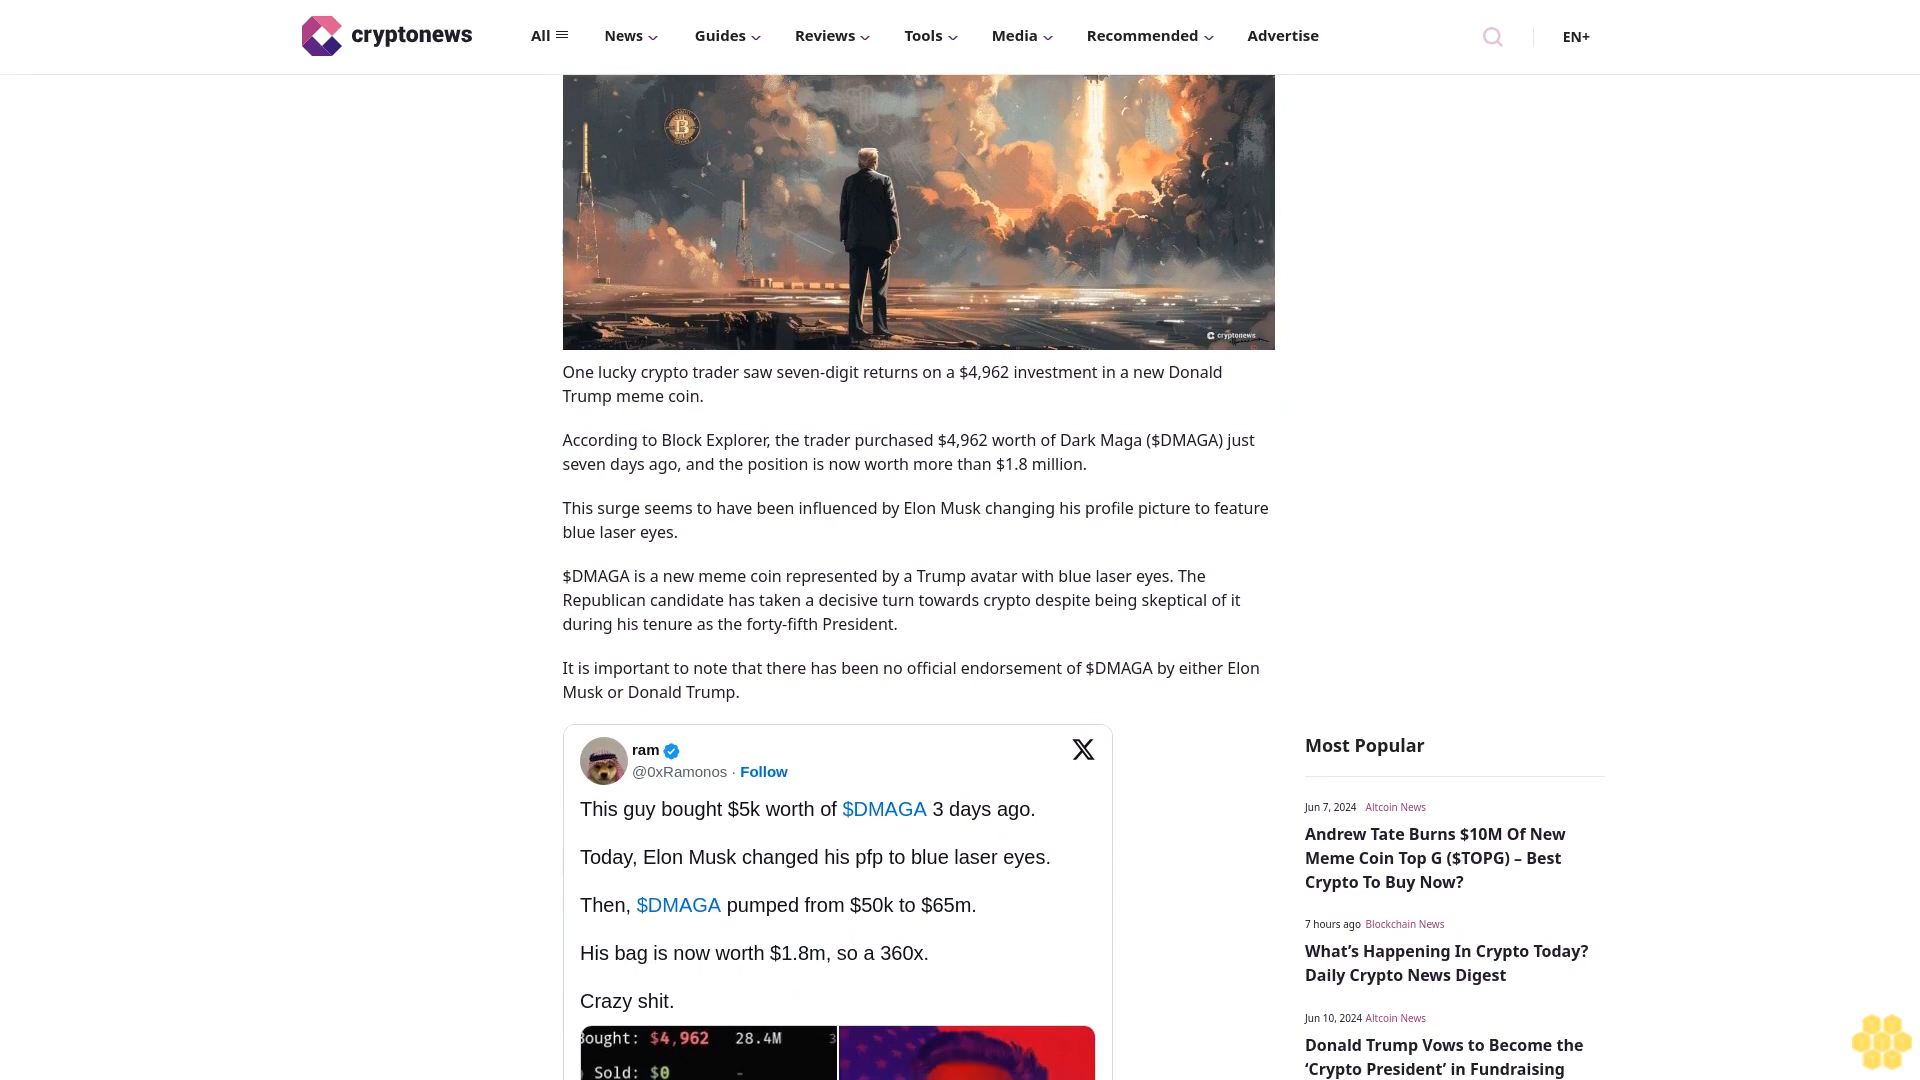 cryptonews
All
News
Guides
Reviews
Tools
Media
Recommended
Advertise
EN+
cryptonews
One lucky crypto trader saw seven-digit returns on a $4,962 investment in a new Donald
Trump meme coin.
According to Block Explorer, the trader purchased $4,962 worth of Dark Maga ($DMAGA) just
seven days ago, and the position is now worth more than $1.8 million.
This surge seems to have been influenced by Elon Musk changing his profile picture to feature
blue laser eyes.
$DMAGA is a new meme coin represented by a Trump avatar with blue laser eyes. The
Republican candidate has taken a decisive turn towards crypto despite being skeptical of it
during his tenure as the forty-fifth President.
It is important to note that there has been no official endorsement of $DMAGA by either Elon
Musk or Donald Trump.
ram
@0xRamonos · Follow
This guy bought $5k worth of $DMAGA 3 days ago.
Today, Elon Musk changed his pfp to blue laser eyes.
Then, $DMAGA pumped from $50k to $65m.
His bag is now worth $1.8m, so a 360x.
Crazy shit.
Bought: $4,962 28.4M 3
Sold: $0 -
Most Popular
Jun 7, 2024 Altcoin News
Andrew Tate Burns $10M Of New
Meme Coin Top G ($TOPG) – Best
Crypto To Buy Now?
7 hours ago Blockchain News
What’s Happening In Crypto Today?
Daily Crypto News Digest
Jun 10, 2024 Altcoin News
Donald Trump Vows to Become the
‘Crypto President’ in Fundraising